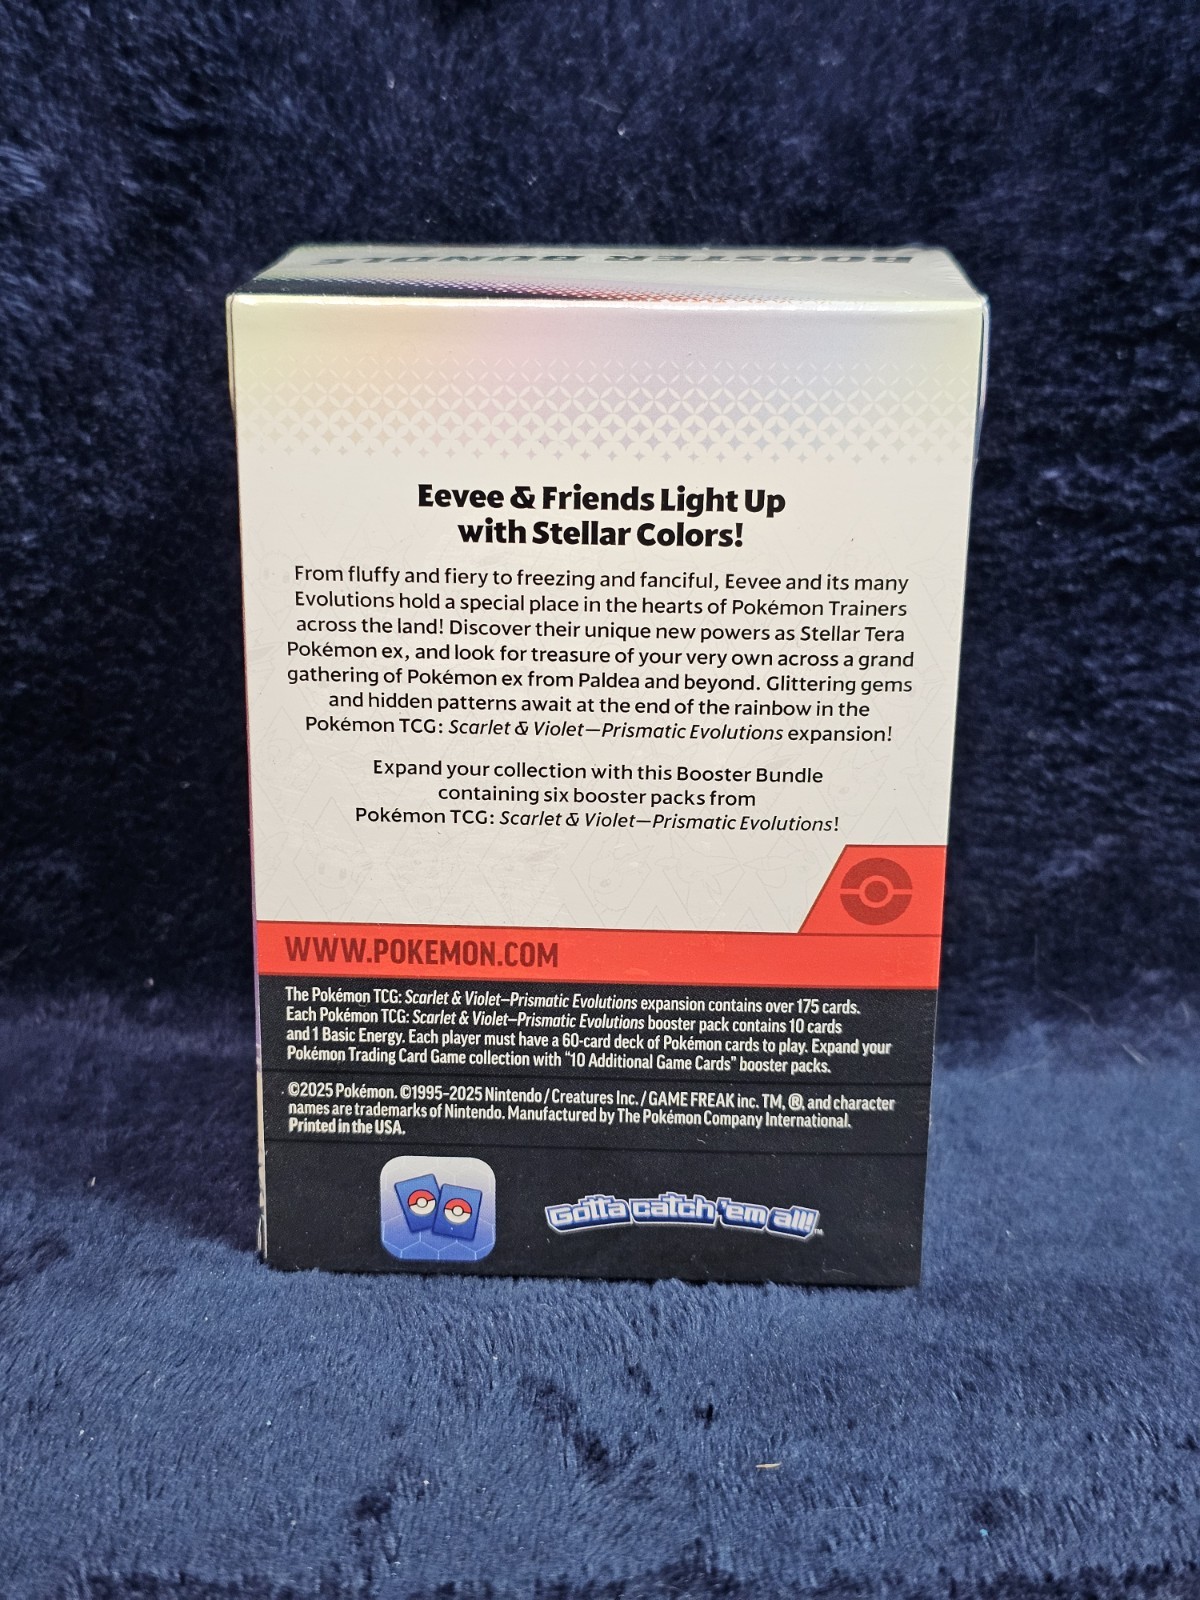 BOOSTER BUNDLE
Eevee & Friends Light Up
with Stellar Colors!
From fluffy and fiery to freezing and fanciful, Eevee and its many
Evolutions hold a special place in the hearts of Pokémon Trainers
across the land! Discover their unique new powers as Stellar Tera
Pokémon ex, and look for treasure of your very own across a grand
gathering of Pokémon ex from Paldea and beyond. Glittering gems
and hidden patterns await at the end of the rainbow in the
Pokémon TCG: Scarlet & Violet—Prismatic Evolutions expansion!
Expand your collection with this Booster Bundle
containing six booster packs from
Pokémon TCG: Scarlet & Violet—Prismatic Evolutions!
WWW.POKEMON.COM
The Pokémon TCG: Scarlet & Violet—Prismatic Evolutions expansion contains over 175 cards.
Each Pokémon TCG: Scarlet & Violet—Prismatic Evolutions booster pack contains 10 cards
and 1 Basic Energy. Each player must have a 60-card deck of Pokémon cards to play. Expand your
Pokémon Trading Card Game collection with “10 Additional Game Cards” booster packs.
©2025 Pokémon. ©1995–2025 Nintendo / Creatures Inc. / GAME FREAK inc. TM, ®, and character
names are trademarks of Nintendo. Manufactured by The Pokémon Company International.
Printed in the USA.
Gotta catch 'em all!™